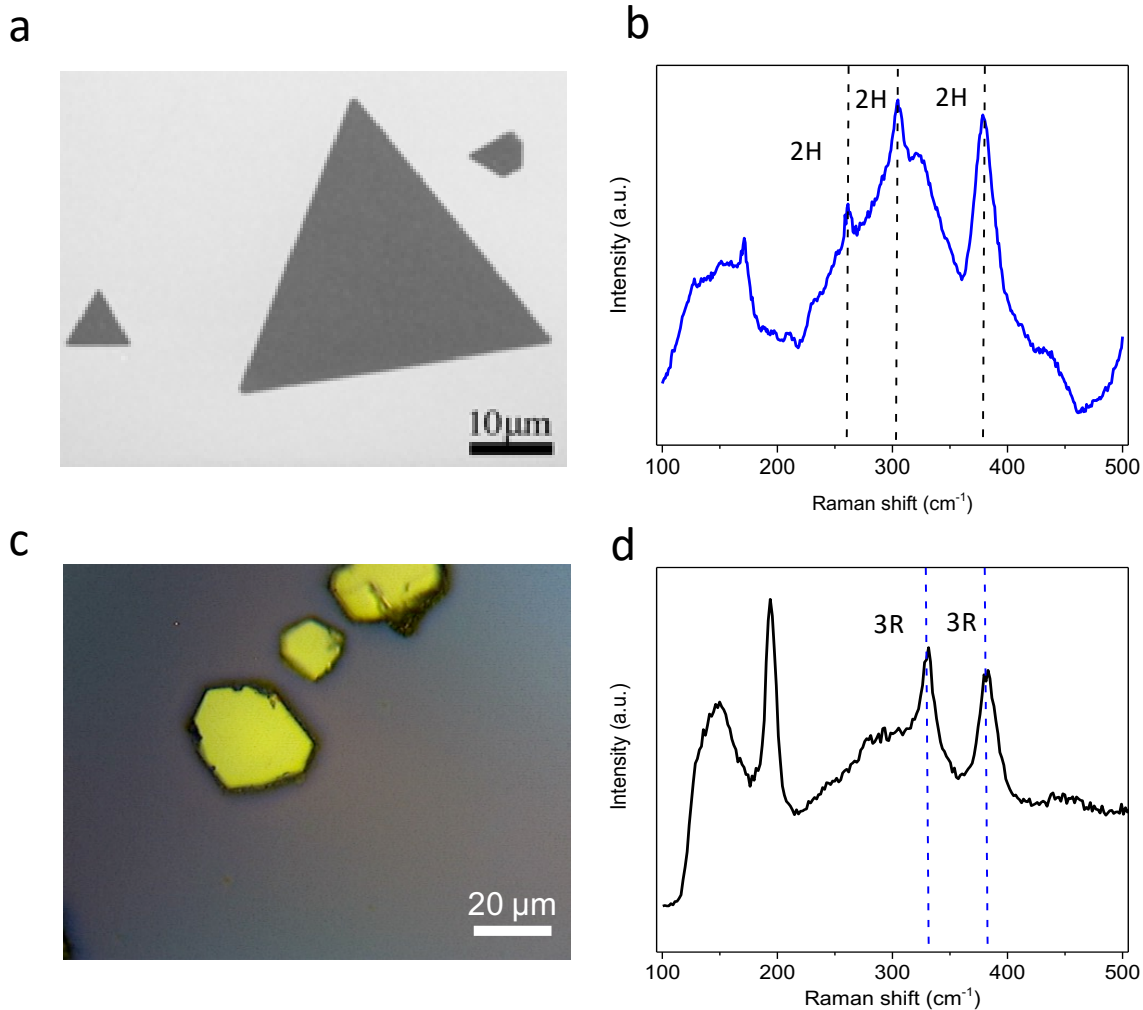 a
10μm
b
2H
2H
2H
Intensity (a.u.)
100
200
300
400
500
Raman shift (cm-1)
c
20 μm
d
3R
3R
Intensity (a.u.)
100
200
300
400
500
Raman shift (cm-1)